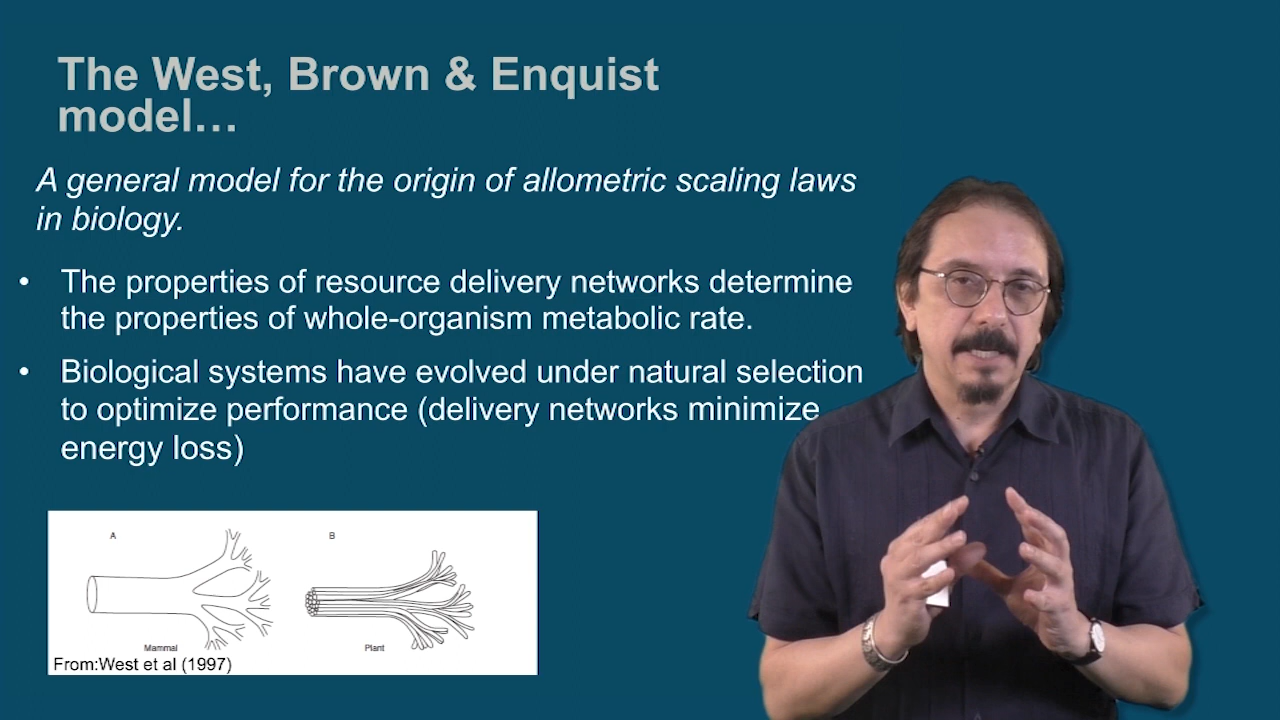 The West, Brown & Enquist
model…
A general model for the origin of allometric scaling laws
in biology.
• The properties of resource delivery networks determine
the properties of whole-organism metabolic rate.
• Biological systems have evolved under natural selection
to optimize performance (delivery networks minimize
energy loss)
A
B
Mammal
Plant
From:West et al (1997)